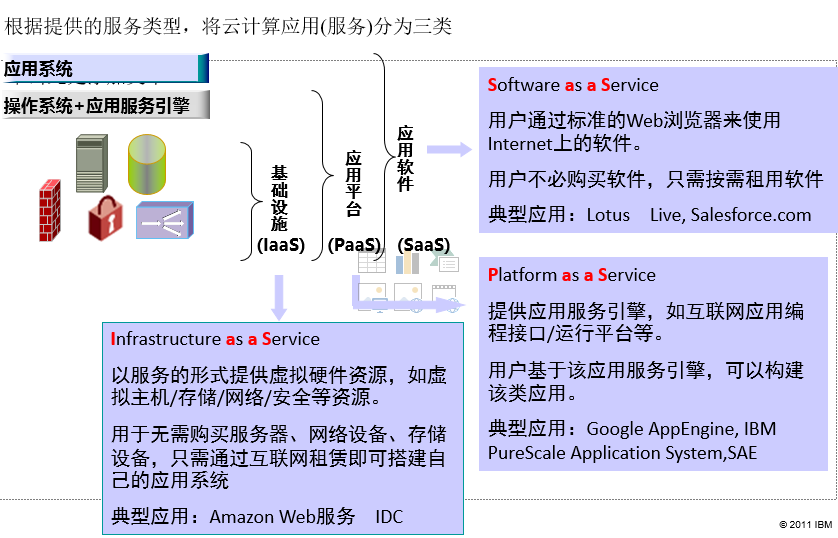 根据提供的服务类型，将云计算应用(服务)分为三类
应用系统
操作系统+应用服务引擎
基础设施
(IaaS)
应用平台
(PaaS)
应用软件
(SaaS)
Software as a Service
用户通过标准的Web浏览器来使用
Internet上的软件。
用户不必购买软件，只需按需租用软件
典型应用：Lotus Live, Salesforce.com
Platform as a Service
提供应用服务引擎，如互联网应用编
程接口/运行平台等。
用户基于该应用服务引擎，可以构建
该类应用。
典型应用：Google AppEngine, IBM
PureScale Application System,SAE
Infrastructure as a Service
以服务的形式提供虚拟硬件资源，如虚
拟主机/存储/网络/安全等资源。
用于无需购买服务器、网络设备、存储
设备，只需通过互联网租赁即可搭建自
己的应用系统
典型应用：Amazon Web服务 IDC
© 2011 IBM